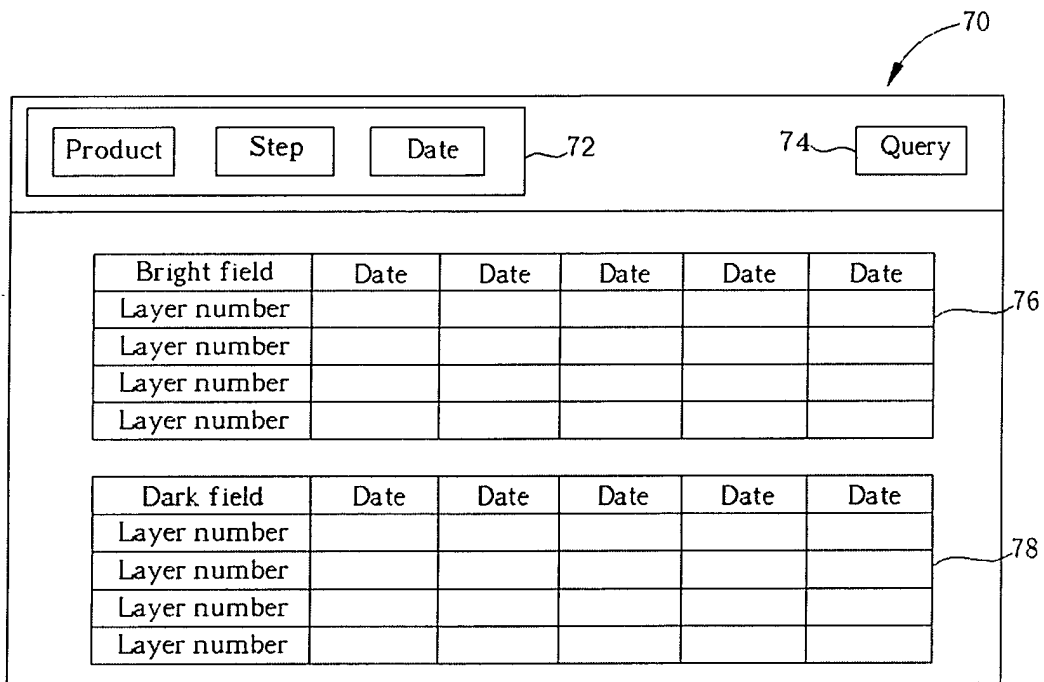 70
Product Step Date 72 74 Query
Bright field Date Date Date Date Date
Layer number 76
Layer number
Layer number
Layer number
Dark field Date Date Date Date Date
Layer number
Layer number 78
Layer number
Layer number